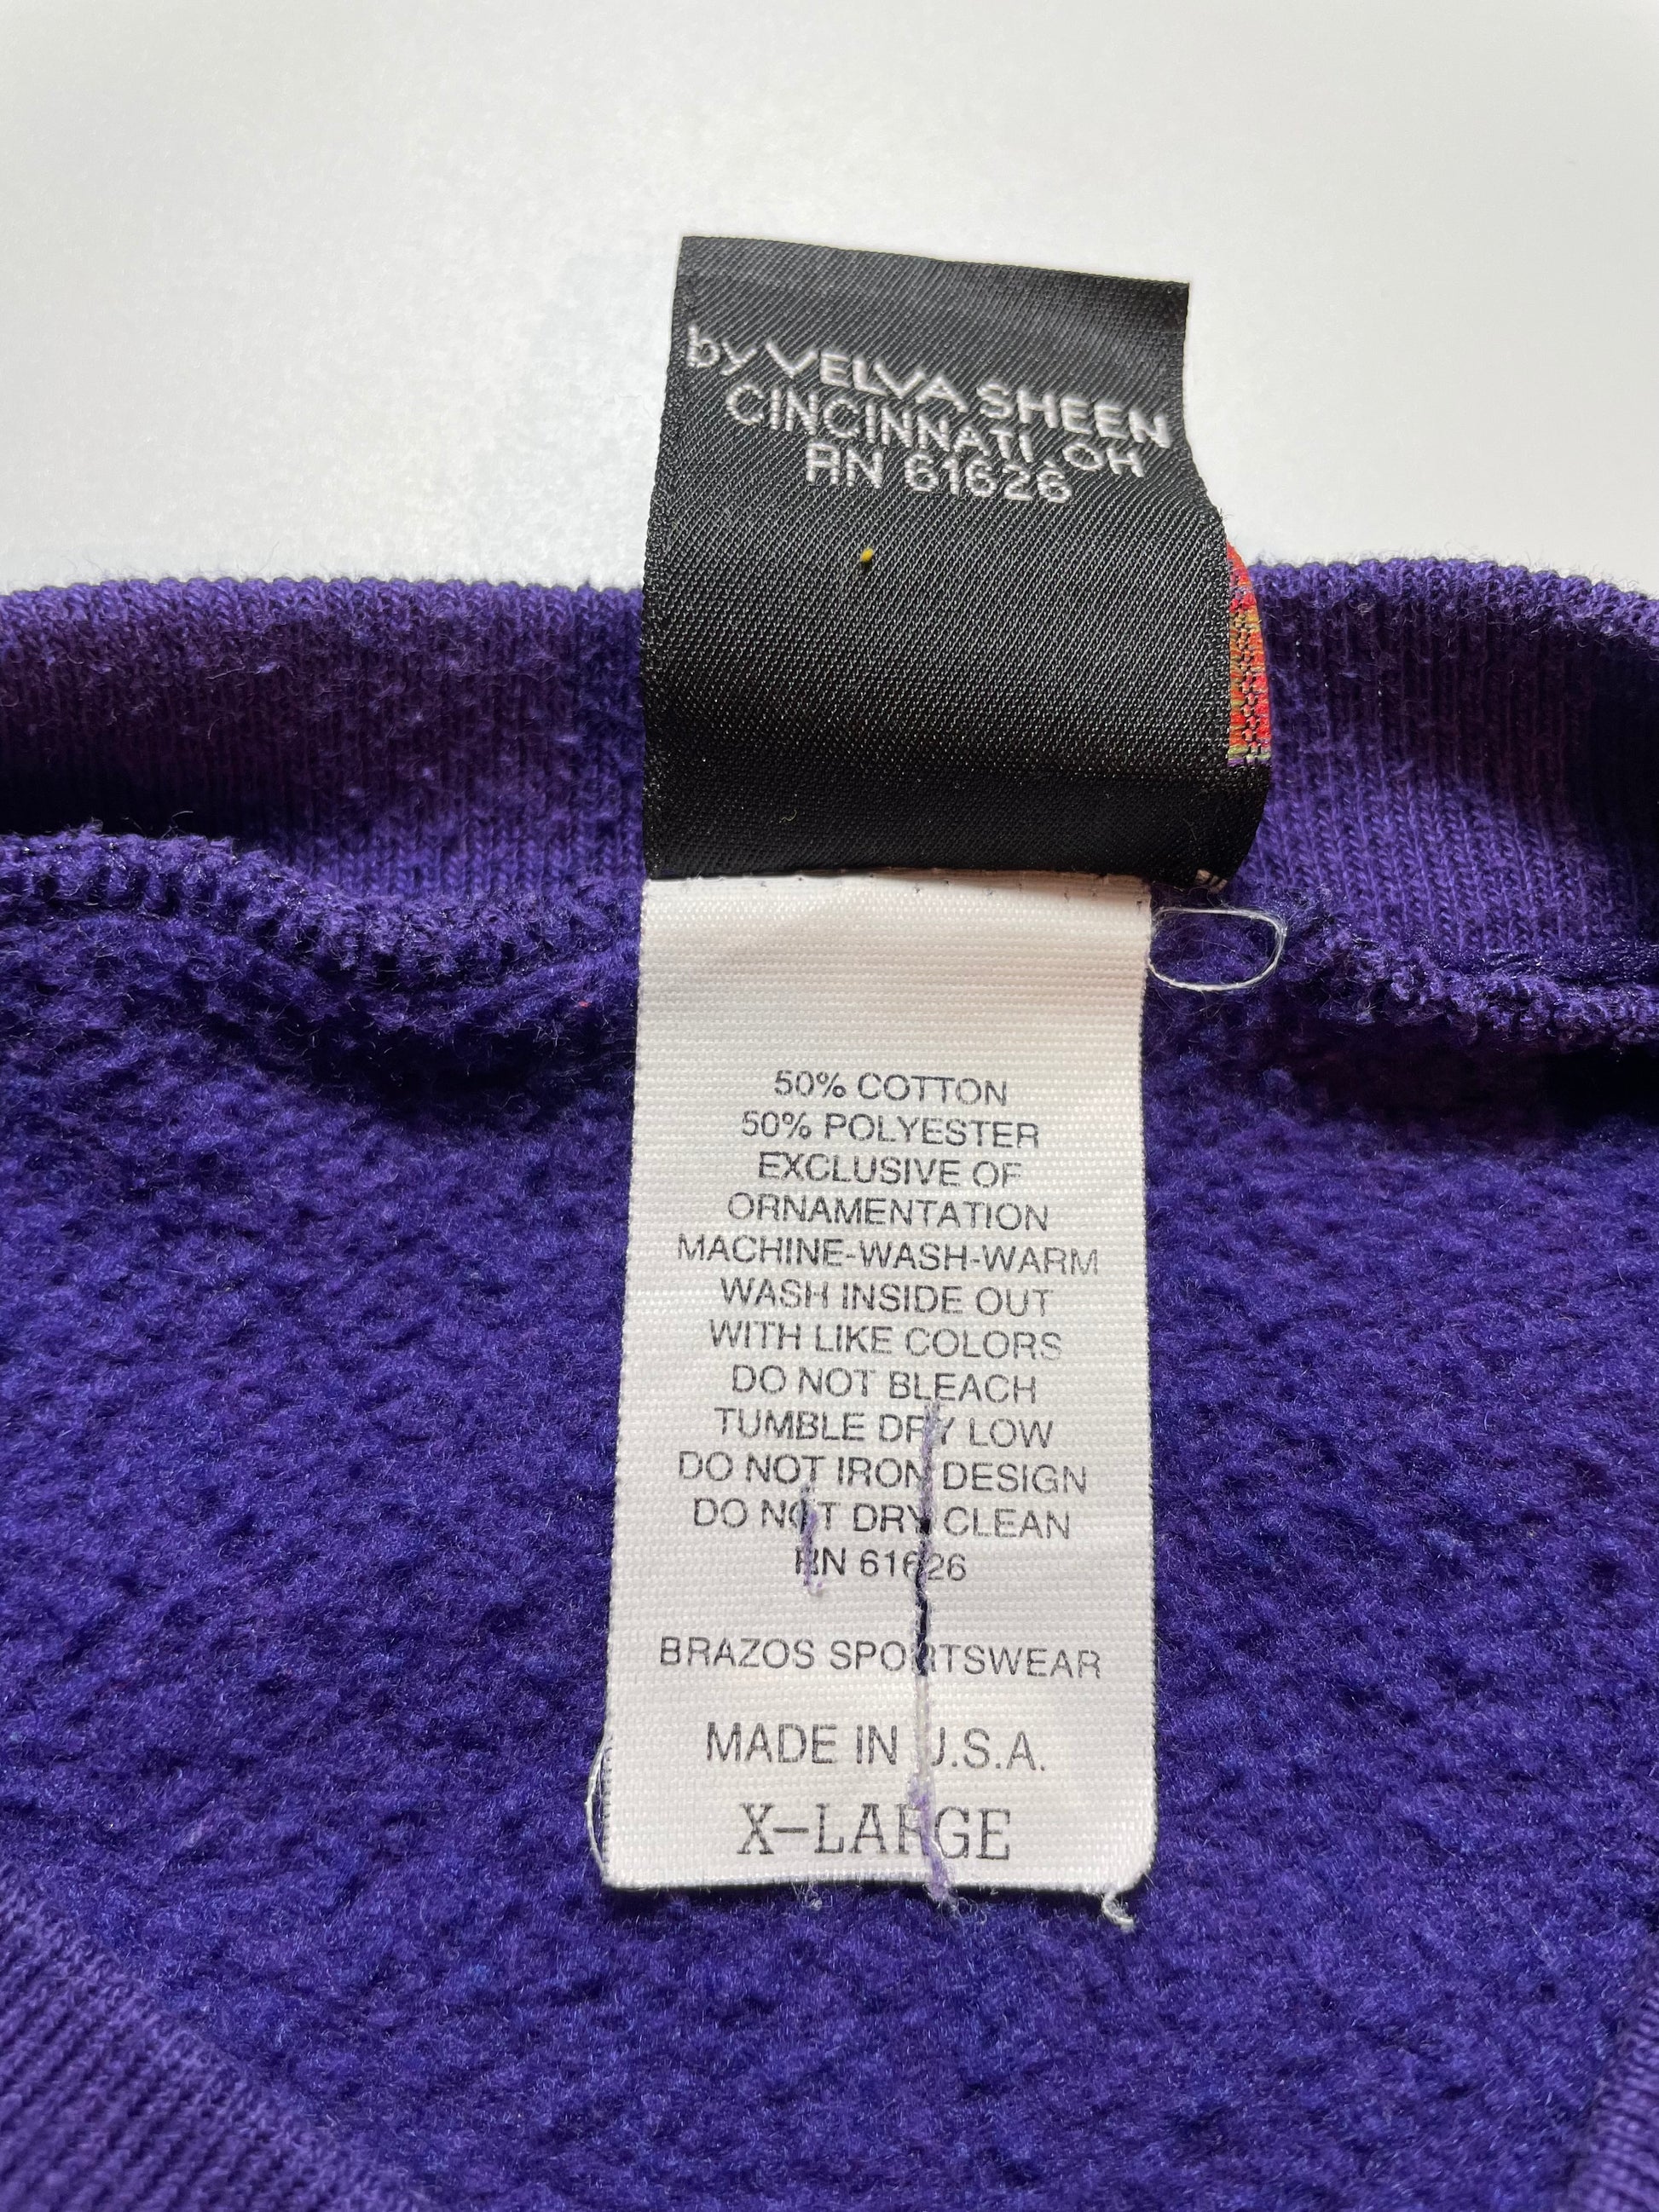 by VELVA SHEEN
CINCINNATI, OH
RN 61626
50% COTTON
50% POLYESTER
EXCLUSIVE OF
ORNAMENTATION
MACHINE-WASH-WARM
WASH INSIDE OUT
WITH LIKE COLORS
DO NOT BLEACH
TUMBLE DRY LOW
DO NOT IRON DESIGN
DO NOT DRY CLEAN
RN 61626
BRAZOS SPORTSWEAR
MADE IN U.S.A.
X-LARGE